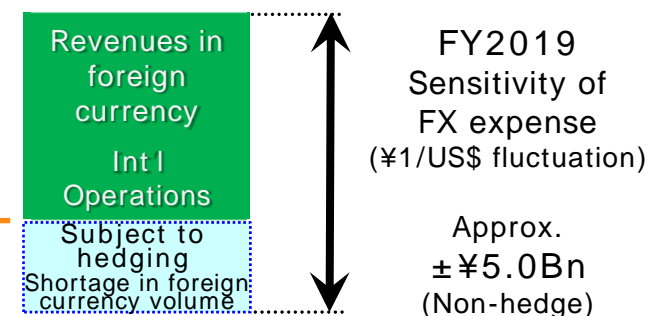 Revenues in
foreign
currency
Int l
Operations
Subject to
hedging
Shortage in foreign
currency volume
FY2019
Sensitivity of
FX expense
(¥1/US$ fluctuation)
Approx.
±¥5.0Bn
(Non-hedge)